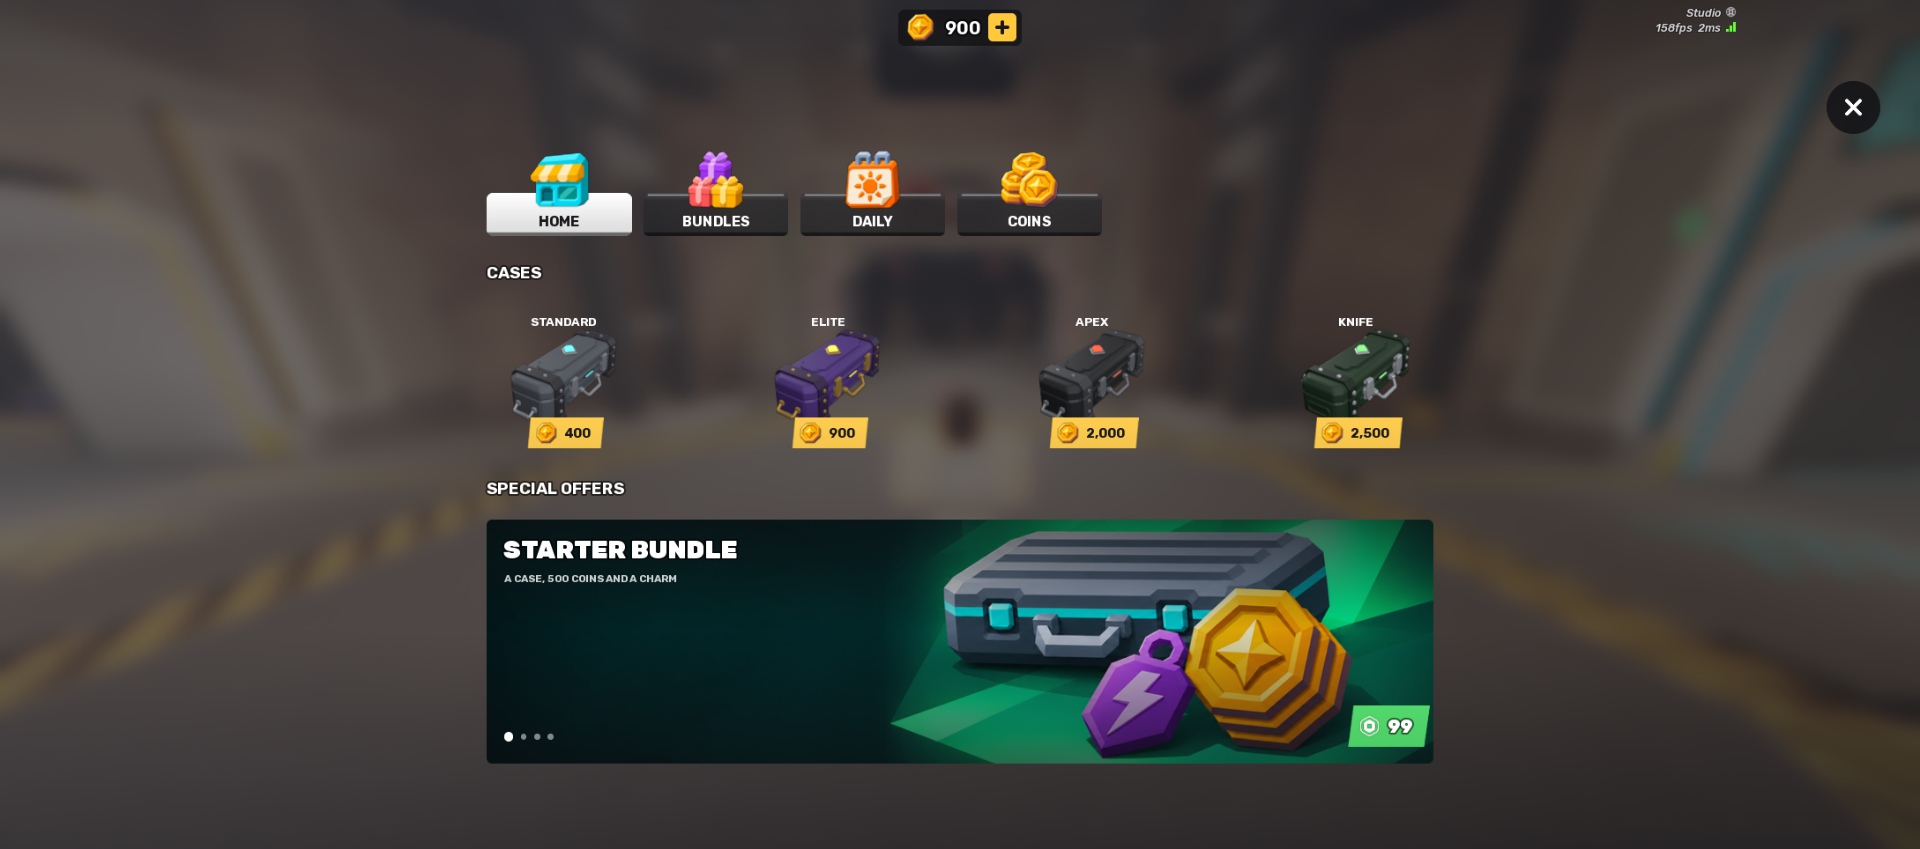 900
Studio
158fps 2ms
HOME
BUNDLES
DAILY
COINS
CASES
STANDARD
ELITE
APEX
KNIFE
400
900
2,000
2,500
SPECIAL OFFERS
STARTER BUNDLE
A CASE, 500 COINS AND A CHARM
99